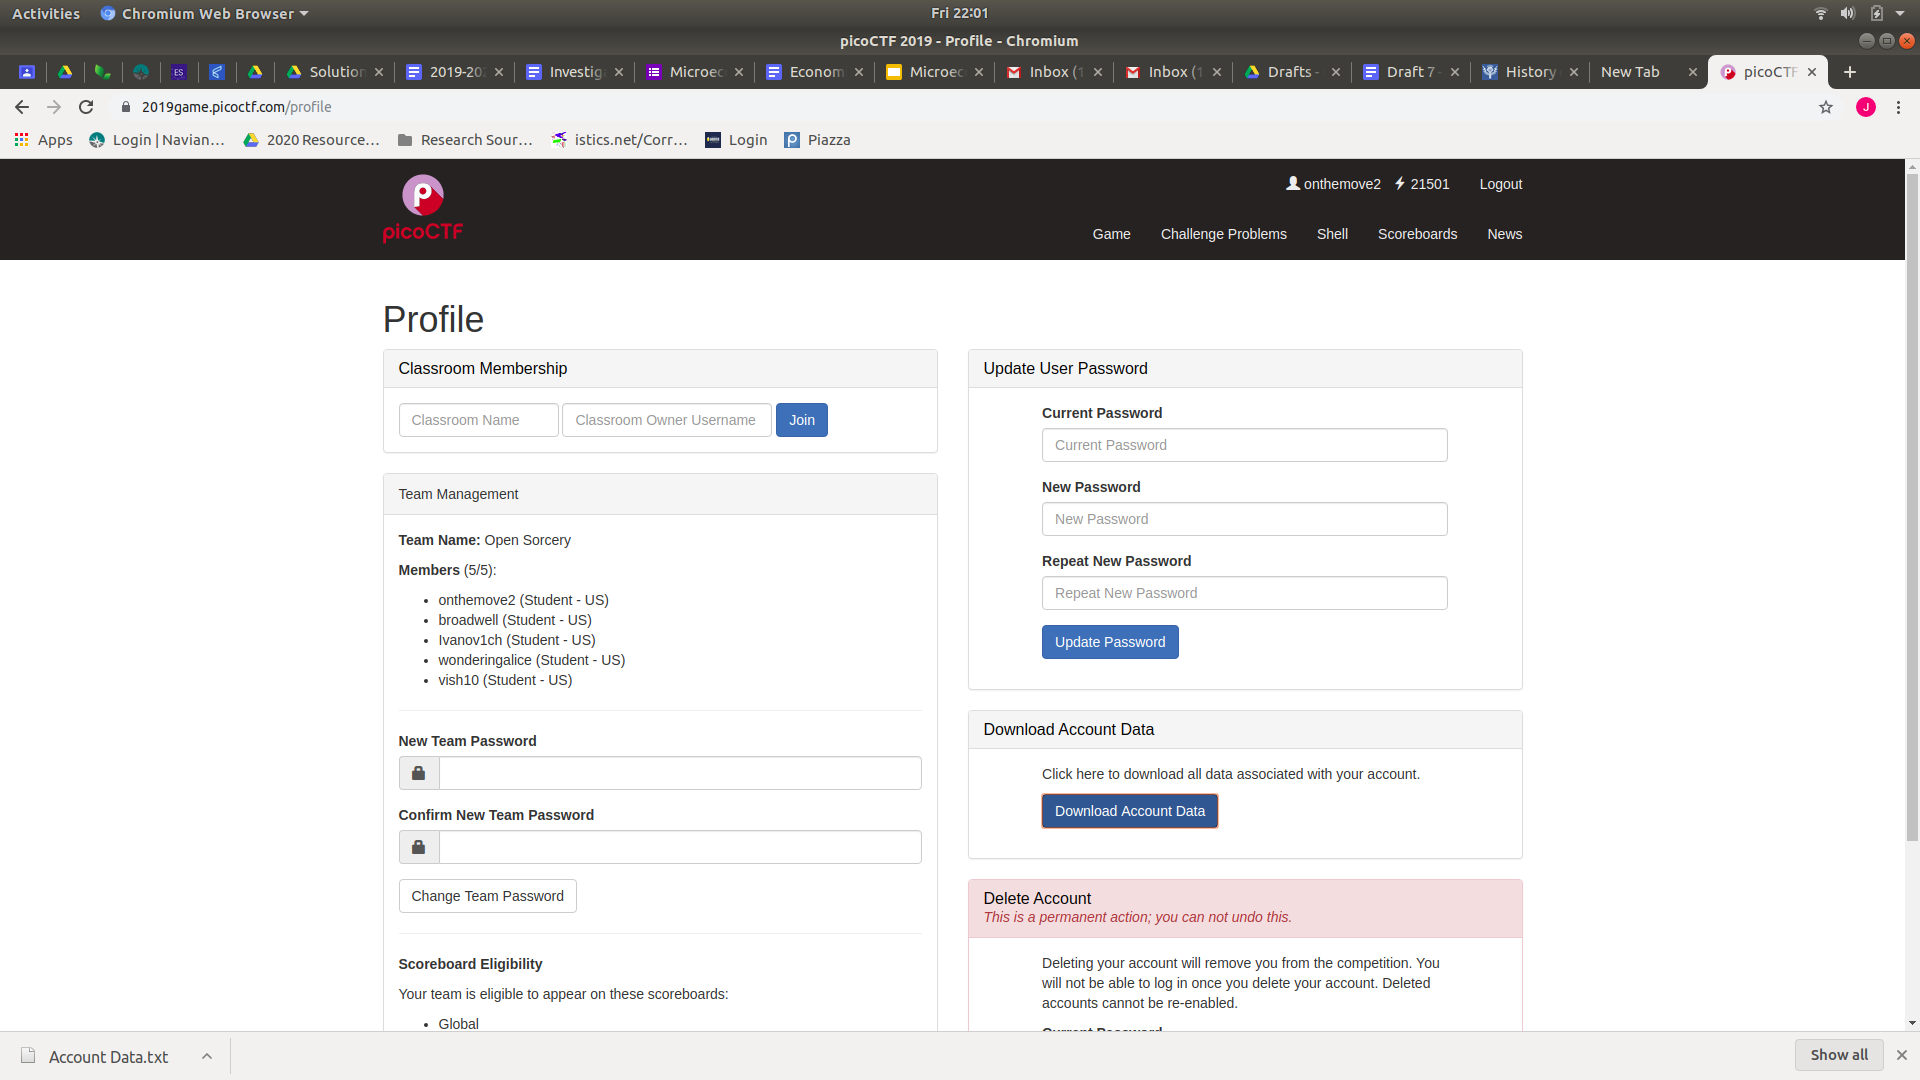 Activities
Chromium Web Browser
Fri 22:01
picoCTF 2019 - Profile - Chromium
ES
Solution
2019-20
Investig
Microec
Econom
Microec
Inbox (1
Inbox (1
Drafts -
Draft 7 -
History
New Tab
picoCTF
2019game.picoctf.com/profile
J
Apps
Login | Navian...
2020 Resource...
Research Sour...
istics.net/Corr...
Login
Piazza
picoCTF
onthemove2
21501
Logout
Game
Challenge Problems
Shell
Scoreboards
News
Profile
Classroom Membership
Classroom Name
Classroom Owner Username
Join
Team Management
Team Name: Open Sorcery
Members (5/5):
onthemove2 (Student - US)
broadwell (Student - US)
Ivanov1ch (Student - US)
wonderingalice (Student - US)
vish10 (Student - US)
New Team Password
Confirm New Team Password
Change Team Password
Scoreboard Eligibility
Your team is eligible to appear on these scoreboards:
Global
Update User Password
Current Password
Current Password
New Password
New Password
Repeat New Password
Repeat New Password
Update Password
Download Account Data
Click here to download all data associated with your account.
Download Account Data
Delete Account
This is a permanent action; you can not undo this.
Deleting your account will remove you from the competition. You
will not be able to log in once you delete your account. Deleted
accounts cannot be re-enabled.
Current Password
Account Data.txt
Show all